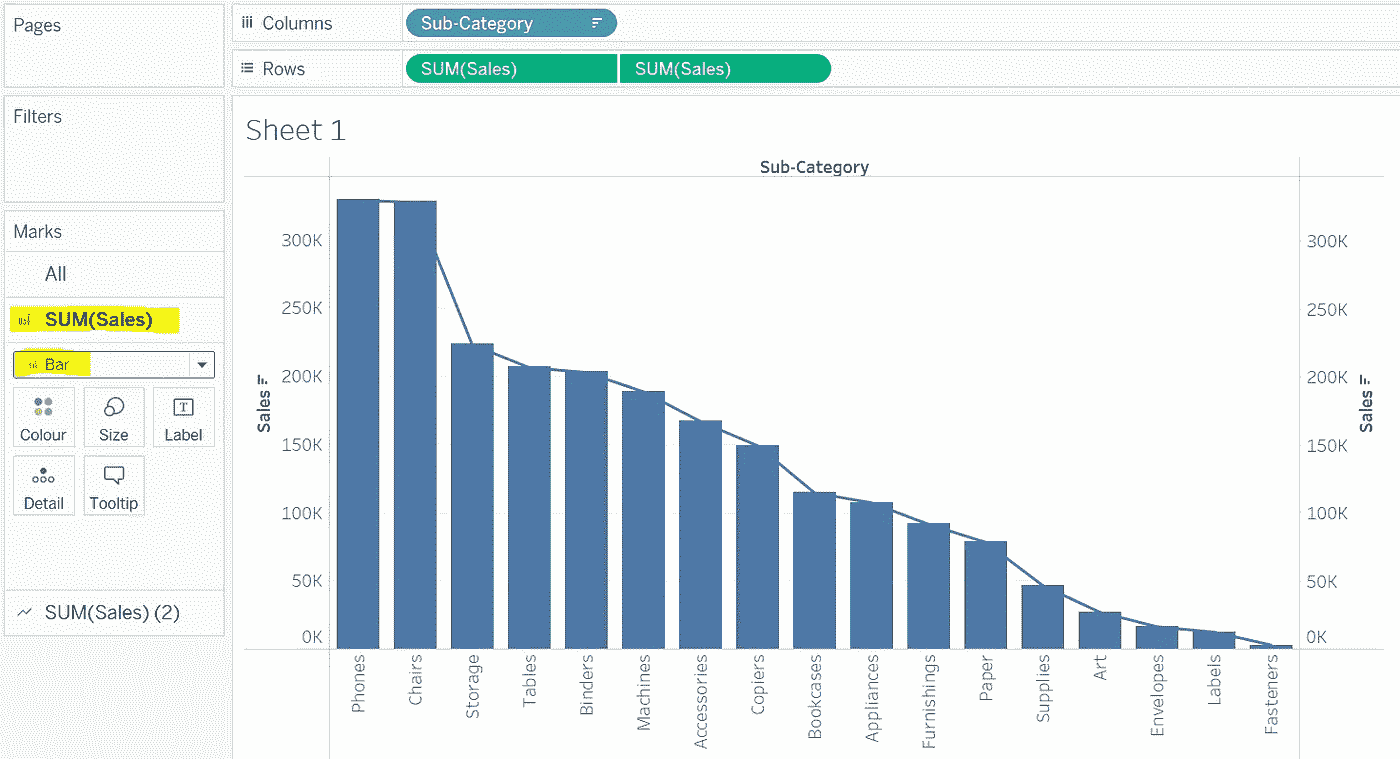 Pages
Columns
Sub-Category
Rows
SUM(Sales)
SUM(Sales)
Filters
Marks
All
SUM(Sales)
Bar
Colour
Size
T
Label
Detail
Tooltip
SUM(Sales) (2)
Sheet 1
Sub-Category
Sales
300K
250K
200K
150K
100K
50K
0K
300K
250K
200K
150K
100K
50K
0K
Sales
Phones
Chairs
Storage
Tables
Binders
Machines
Accessories
Copiers
Bookcases
Appliances
Furnishings
Paper
Supplies
Art
Envelopes
Labels
Fasteners